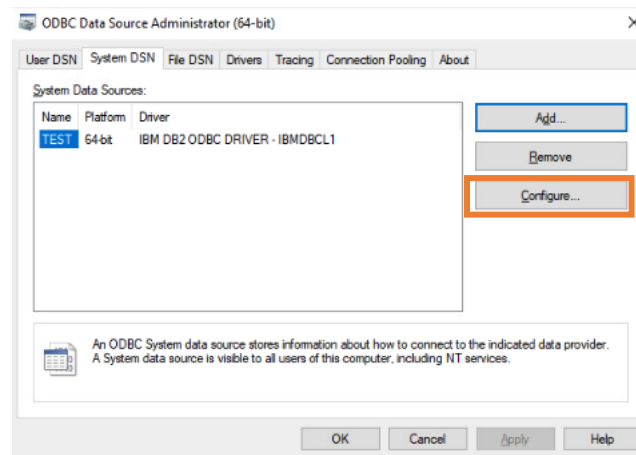 ODBC Data Source Administrator (64-bit)
User DSN System DSN File DSN Drivers Tracing Connection Pooling About
System Data Sources:
Name Platform Driver
TEST 64-bit IBM DB2 ODBC DRIVER - IBMDBCL1
Add...
Remove
Configure...
An ODBC System data source stores information about how to connect to the indicated data provider.
A System data source is visible to all users of this computer, including NT services.
OK Cancel Apply Help